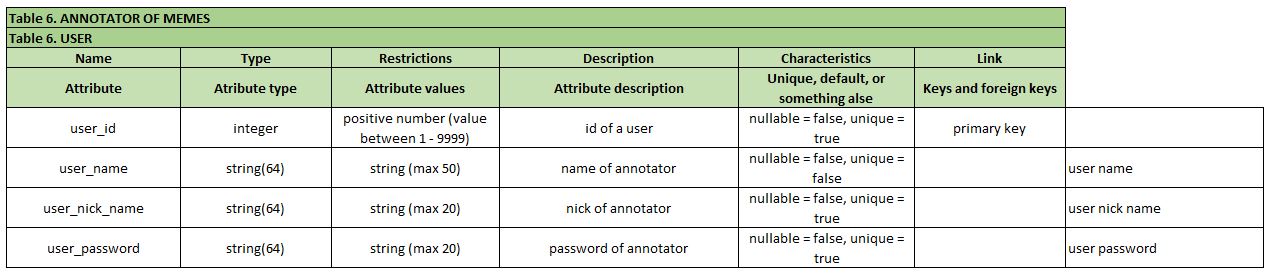 Table 6. ANNOTATOR OF MEMES
Table 6. USER
Name Type Restrictions Description Characteristics Link
Attribute Atribute type Attribute values Attribute description Unique, default, or something alse Keys and foreign keys
user_id integer positive number (value between 1 - 9999) id of a user nullable = false, unique = true primary key
user_name string(64) string (max 50) name of annotator nullable = false, unique = false user name
user_nick_name string(64) string (max 20) nick of annotator nullable = false, unique = true user nick name
user_password string(64) string (max 20) password of annotator nullable = false, unique = true user password